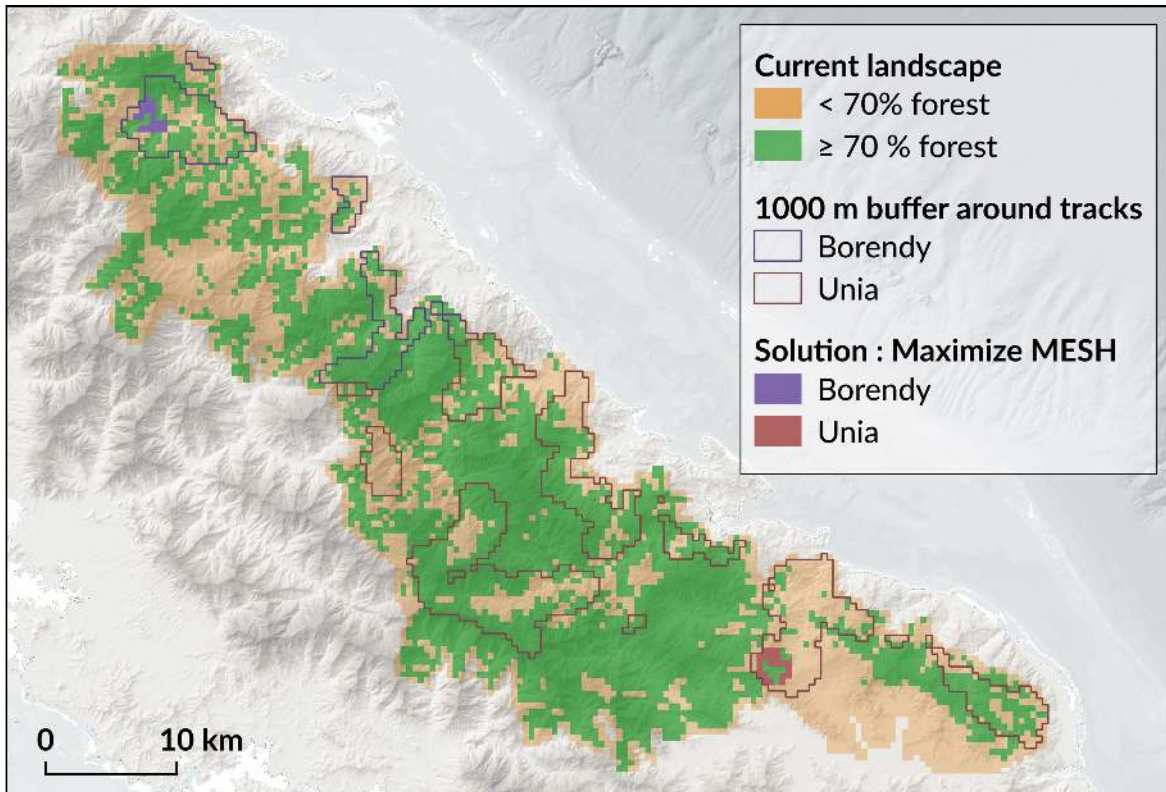 Current landscape
< 70% forest
≥ 70 % forest
1000 m buffer around tracks
Borendy
Unia
Solution : Maximize MESH
Borendy
Unia
0 10 km